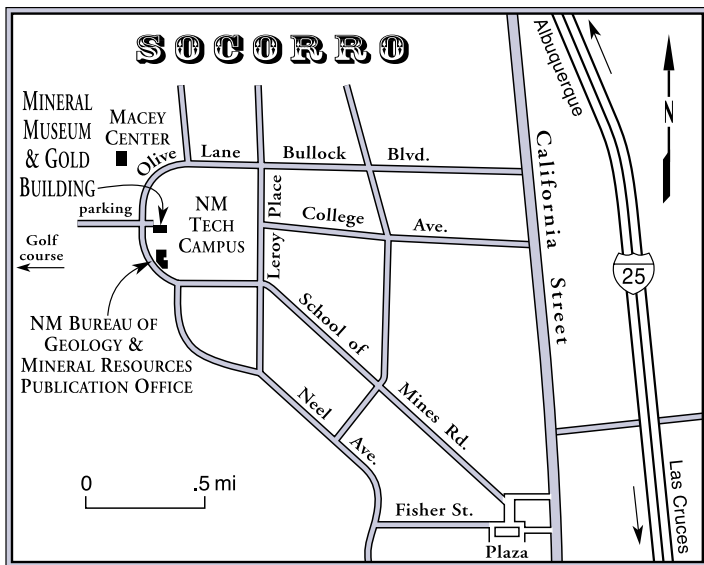 SOCORRO
MINERAL
MUSEUM
& GOLD
BUILDING
MACEY
CENTER
Olive Lane Bullock Blvd.
parking
NM
TECH
CAMPUS
Leroy Place
College Ave.
Golf
course
NM BUREAU OF
GEOLOGY &
MINERAL RESOURCES
PUBLICATION OFFICE
School of Mines Rd.
Neel Ave.
California Street
Albuquerque
N
25
Las Cruces
0 .5 mi
Fisher St.
Plaza